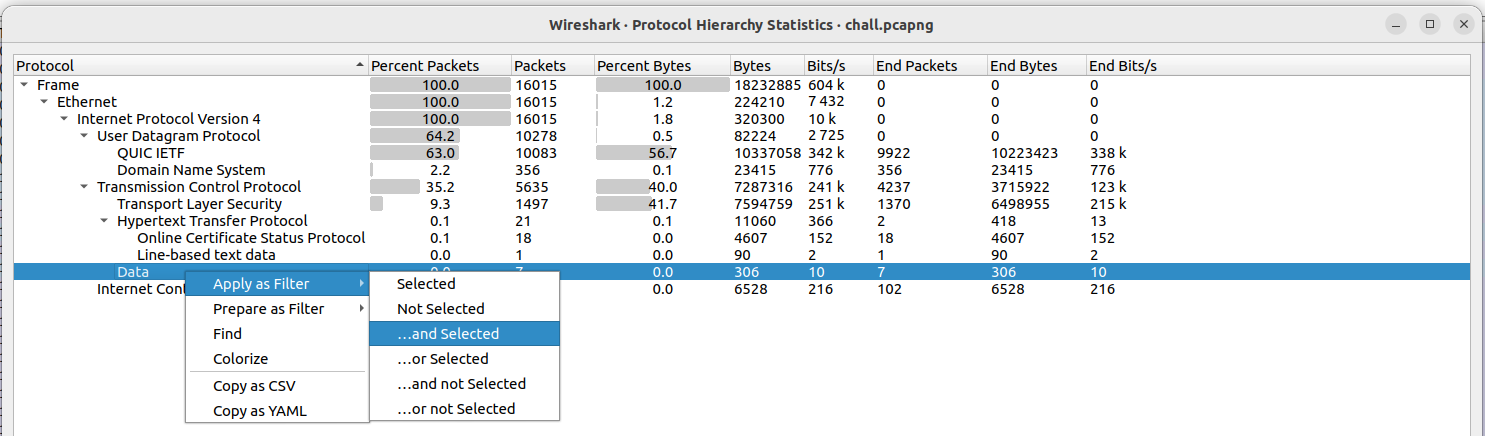 Wireshark · Protocol Hierarchy Statistics · chall.pcapng
Protocol Percent Packets Packets Percent Bytes Bytes Bits/s End Packets End Bytes End Bits/s
Frame 100.0 16015 100.0 18232885 604 k 0 0 0
Ethernet 100.0 16015 1.2 224210 7 432 0 0 0
Internet Protocol Version 4 100.0 16015 1.8 320300 10 k 0 0 0
User Datagram Protocol 64.2 10278 0.5 82224 2 725 0 0 0
QUIC IETF 63.0 10083 56.7 10337058 342 k 9922 10223423 338 k
Domain Name System 2.2 356 0.1 23415 776 356 23415 776
Transmission Control Protocol 35.2 5635 40.0 7287316 241 k 4237 3715922 123 k
Transport Layer Security 9.3 1497 41.7 7594759 251 k 1370 6498955 215 k
Hypertext Transfer Protocol 0.1 21 0.1 11060 366 2 418 13
Online Certificate Status Protocol 0.1 18 0.0 4607 152 18 4607 152
Line-based text data 0.0 1 0.0 90 2 1 90 2
Data 0.0 7 0.0 306 10 7 306 10
Internet Cont 0.0 6528 216 102 6528 216
Apply as Filter
Prepare as Filter
Find
Colorize
Copy as CSV
Copy as YAML
Selected
Not Selected
...and Selected
...or Selected
...and not Selected
...or not Selected